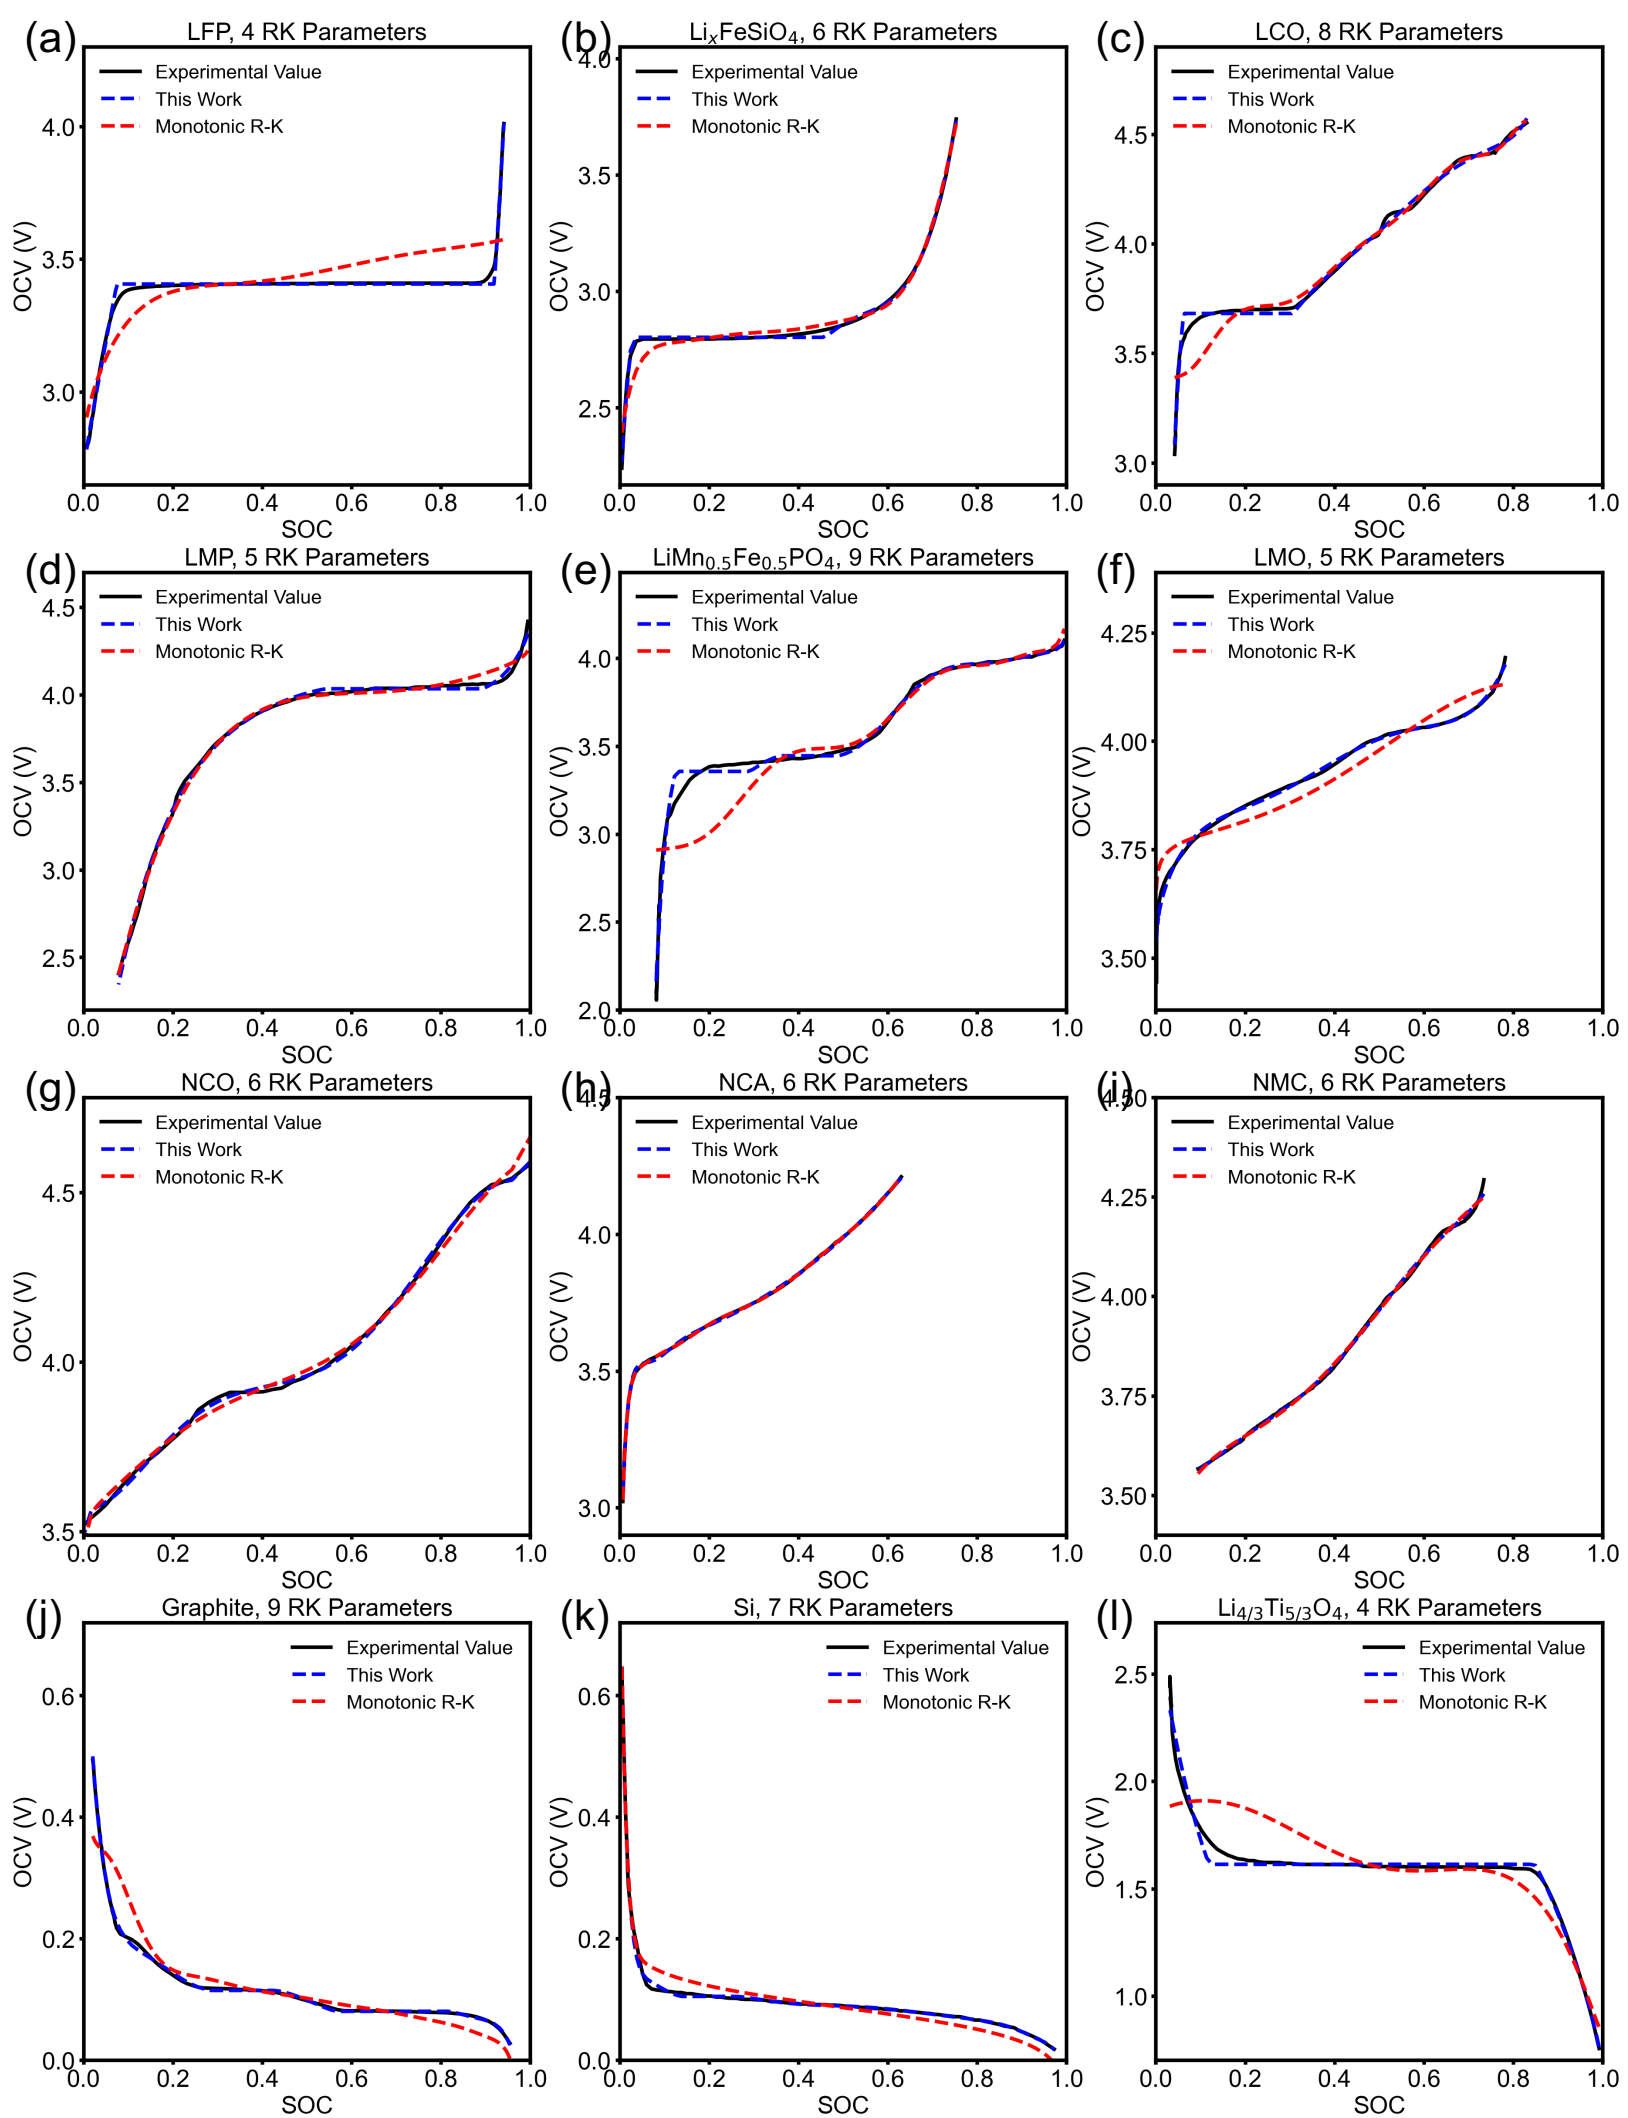 (a) LFP, 4 RK Parameters
Experimental Value
This Work
Monotonic R-K
OCV (V)
4.0
3.5
3.0
0.0 0.2 0.4 0.6 0.8 1.0
SOC
(b) LiₓFeSiO₄, 6 RK Parameters
Experimental Value
This Work
Monotonic R-K
OCV (V)
4.0
3.5
3.0
2.5
0.0 0.2 0.4 0.6 0.8 1.0
SOC
(c) LCO, 8 RK Parameters
Experimental Value
This Work
Monotonic R-K
OCV (V)
4.5
4.0
3.5
3.0
0.0 0.2 0.4 0.6 0.8 1.0
SOC
(d) LMP, 5 RK Parameters
Experimental Value
This Work
Monotonic R-K
OCV (V)
4.5
4.0
3.5
3.0
2.5
0.0 0.2 0.4 0.6 0.8 1.0
SOC
(e) LiMn₀.₅Fe₀.₅PO₄, 9 RK Parameters
Experimental Value
This Work
Monotonic R-K
OCV (V)
4.0
3.5
3.0
2.5
2.0
0.0 0.2 0.4 0.6 0.8 1.0
SOC
(f) LMO, 5 RK Parameters
Experimental Value
This Work
Monotonic R-K
OCV (V)
4.25
4.00
3.75
3.50
0.0 0.2 0.4 0.6 0.8 1.0
SOC
(g) NCO, 6 RK Parameters
Experimental Value
This Work
Monotonic R-K
OCV (V)
4.5
4.0
3.5
0.0 0.2 0.4 0.6 0.8 1.0
SOC
(h) NCA, 6 RK Parameters
Experimental Value
This Work
Monotonic R-K
OCV (V)
4.5
4.0
3.5
3.0
0.0 0.2 0.4 0.6 0.8 1.0
SOC
(i) NMC, 6 RK Parameters
Experimental Value
This Work
Monotonic R-K
OCV (V)
4.50
4.25
4.00
3.75
3.50
0.0 0.2 0.4 0.6 0.8 1.0
SOC
(j) Graphite, 9 RK Parameters
Experimental Value
This Work
Monotonic R-K
OCV (V)
0.6
0.4
0.2
0.0
0.0 0.2 0.4 0.6 0.8 1.0
SOC
(k) Si, 7 RK Parameters
Experimental Value
This Work
Monotonic R-K
OCV (V)
0.6
0.4
0.2
0.0
0.0 0.2 0.4 0.6 0.8 1.0
SOC
(l) Li₄/₃Ti₅/₃O₄, 4 RK Parameters
Experimental Value
This Work
Monotonic R-K
OCV (V)
2.5
2.0
1.5
1.0
0.0 0.2 0.4 0.6 0.8 1.0
SOC